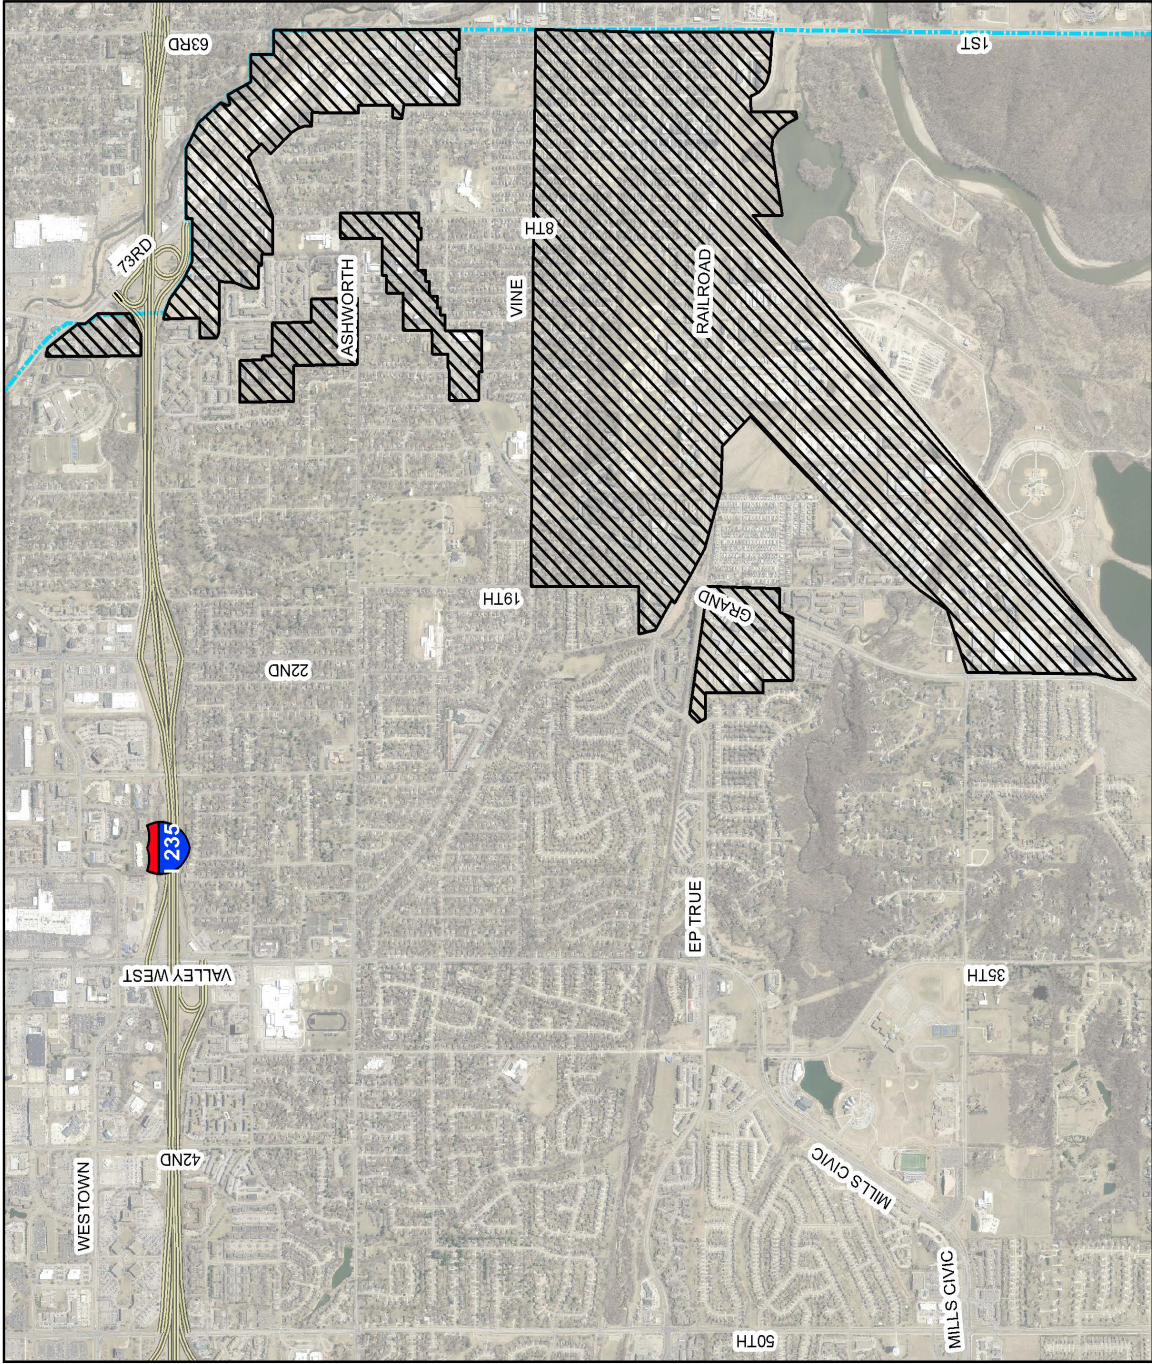 63RD
1ST
73RD
8TH
ASHWORTH
VINE
RAILROAD
19TH
GRAND
22ND
235
EP TRUE
VALLEY WEST
35TH
42ND
WESTOWN
MILLS CIVIC
MILLS CIVIC
50TH